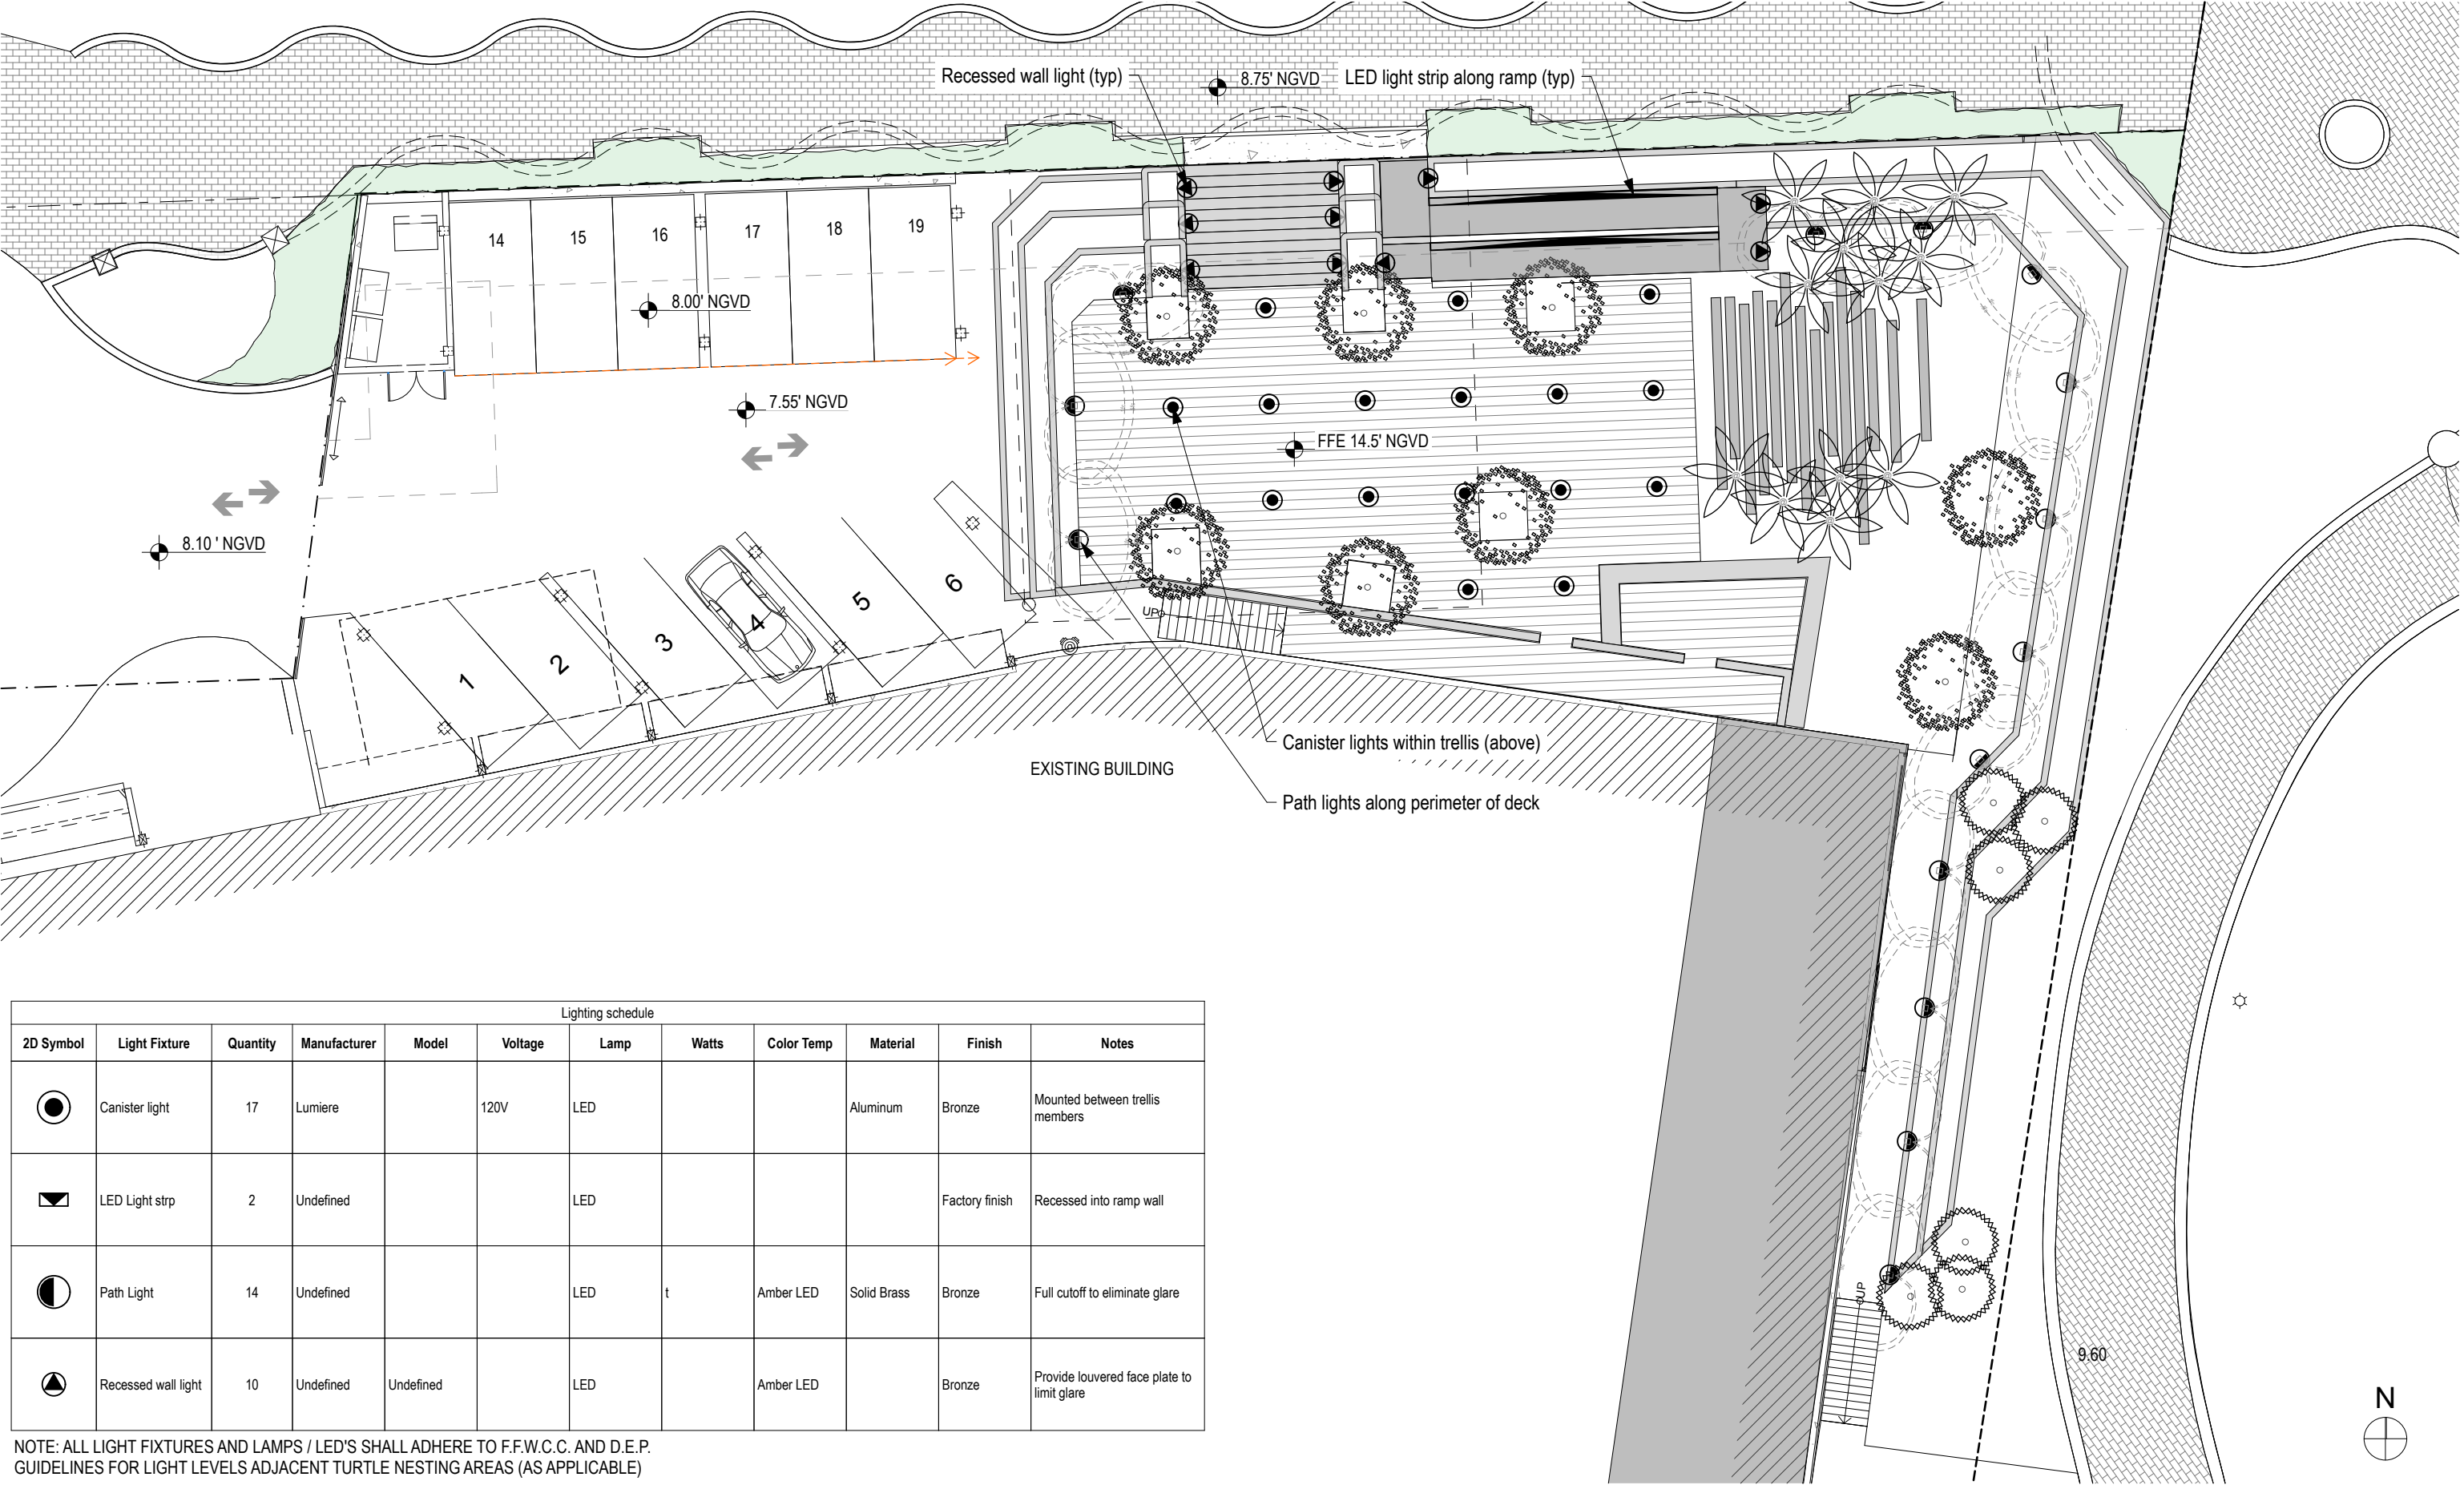 Recessed wall light (typ)
8.75' NGVD
LED light strip along ramp (typ)
14
15
16
17
18
19
8.00' NGVD
7.55' NGVD
FFE 14.5' NGVD
8.10 ' NGVD
1
2
3
4
5
6
UP
Canister lights within trellis (above)
EXISTING BUILDING
Path lights along perimeter of deck
UP
9.60
N
Lighting schedule
2D Symbol Light Fixture Quantity Manufacturer Model Voltage Lamp Watts Color Temp Material Finish Notes
Canister light 17 Lumiere 120V LED Aluminum Bronze Mounted between trellis
members
LED Light strp 2 Undefined LED Factory finish Recessed into ramp wall
Path Light 14 Undefined LED t Amber LED Solid Brass Bronze Full cutoff to eliminate glare
Recessed wall light 10 Undefined Undefined LED Amber LED Bronze Provide louvered face plate to
limit glare
NOTE: ALL LIGHT FIXTURES AND LAMPS / LED'S SHALL ADHERE TO F.F.W.C.C. AND D.E.P.
GUIDELINES FOR LIGHT LEVELS ADJACENT TURTLE NESTING AREAS (AS APPLICABLE)